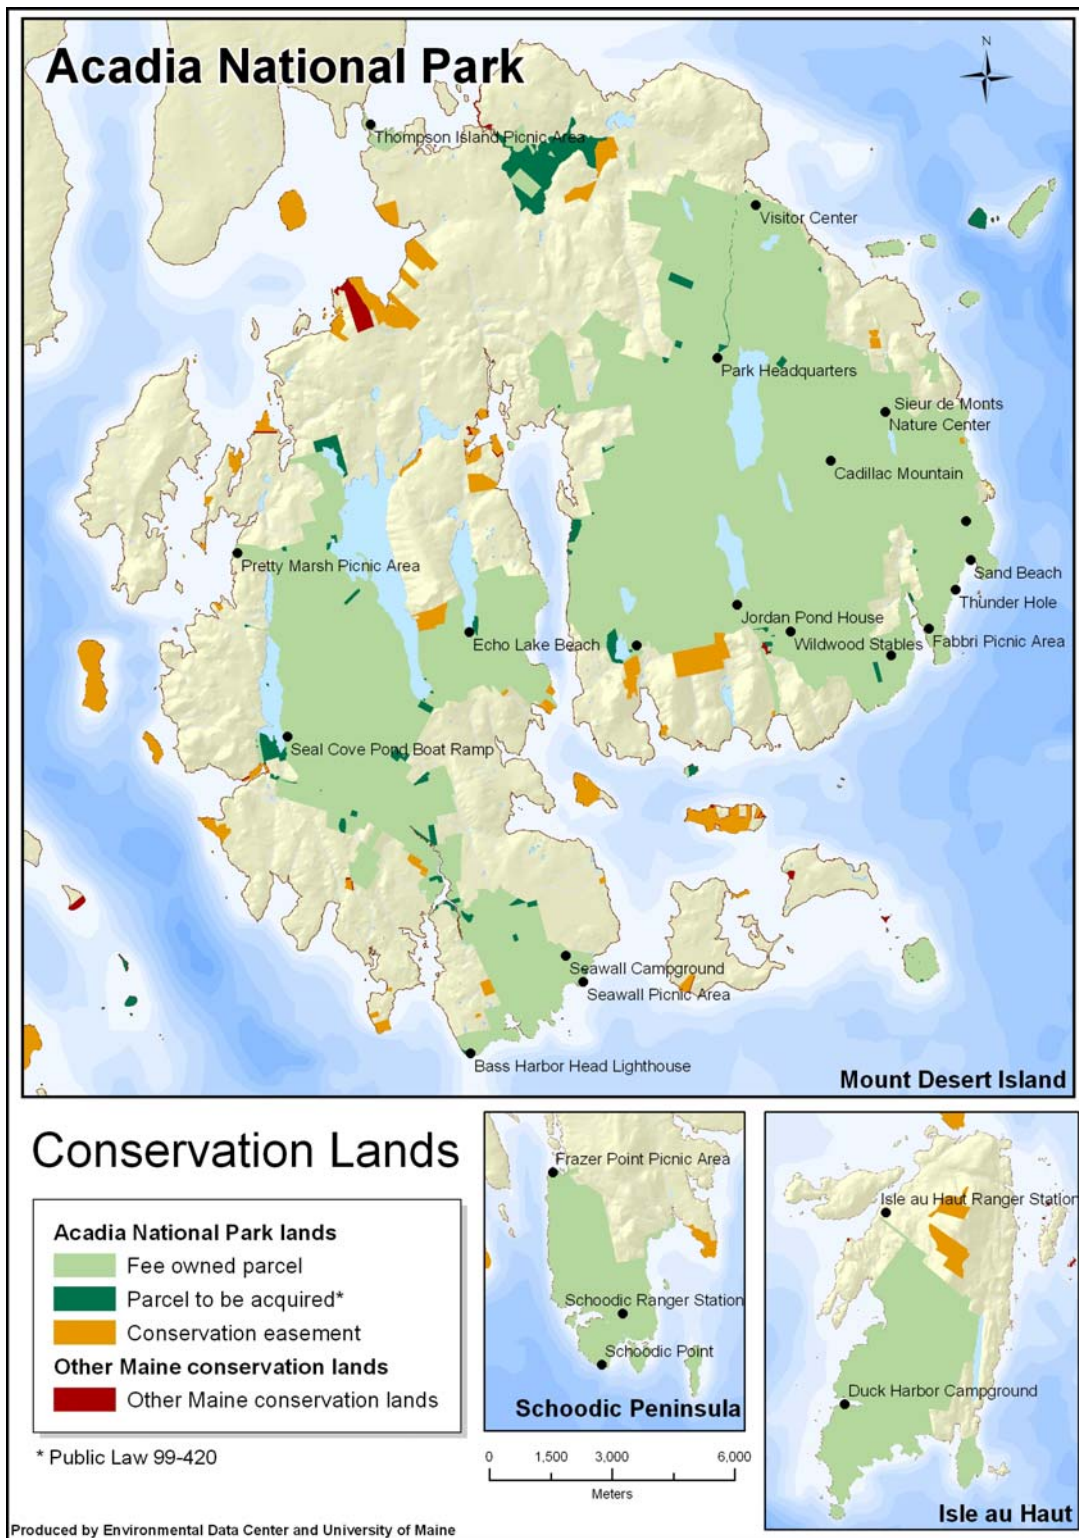 Acadia National Park
N
Thompson Island Picnic Area
Visitor Center
Park Headquarters
Sieur de Monts
Nature Center
Cadillac Mountain
Pretty Marsh Picnic Area
Sand Beach
Thunder Hole
Jordan Pond House
Echo Lake Beach
Wildwood Stables
Fabbri Picnic Area
Seal Cove Pond Boat Ramp
Seawall Campground
Seawall Picnic Area
Bass Harbor Head Lighthouse
Mount Desert Island
Conservation Lands
Acadia National Park lands
Fee owned parcel
Parcel to be acquired*
Conservation easement
Other Maine conservation lands
Other Maine conservation lands
* Public Law 99-420
Frazer Point Picnic Area
Schoodic Ranger Station
Schoodic Point
Schoodic Peninsula
0 1,500 3,000 6,000
Meters
Isle au Haut Ranger Station
Duck Harbor Campground
Isle au Haut
Produced by Environmental Data Center and University of Maine